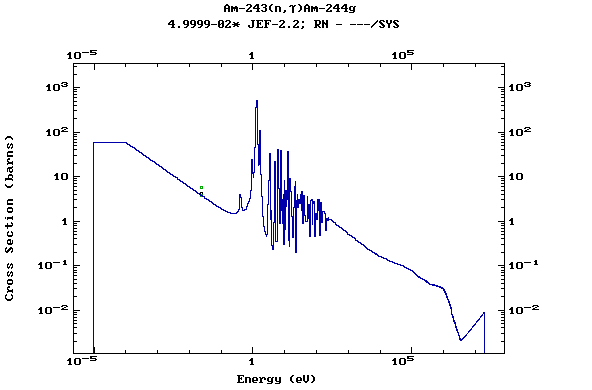 Am-243(n,γ)Am-244g
4.9999-02* JEF-2.2; RN - ---/SYS
10⁻⁵ 1 10⁵
10³ 10³
10² 10²
10 10
1 1
10⁻¹ 10⁻¹
10⁻² 10⁻²
Cross Section (barns)
10⁻⁵ 1 10⁵
Energy (eV)